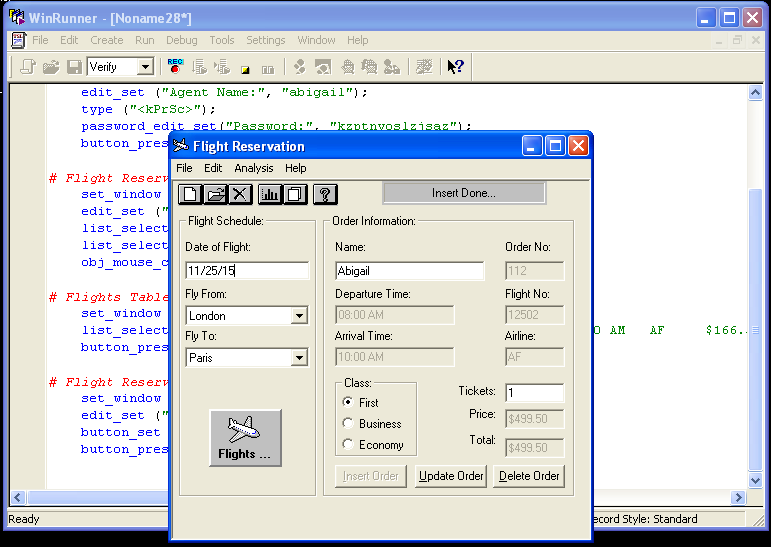 WinRunner - [Noname28*]
File Edit Create Run Debug Tools Settings Window Help
Verify REC
edit_set ("Agent Name:", "abigail");
type ("<kPrSc>");
password_edit_set("Password:", "kzptnvoslzjsaz");
button_pres
# Flight Reserv
set_window
edit_set ("
list_select
list_select
obj_mouse_c
# Flights Table
set_window
list_select
0 AM AF $166.
button_pres
# Flight Reserv
set_window
edit_set ("
button_set
button_pres
Flight Reservation
File Edit Analysis Help
Insert Done...
Flight Schedule:
Date of Flight:
11/25/15
Fly From:
London
Fly To:
Paris
Flights ...
Order Information:
Name: Order No:
Abigail 112
Departure Time: Flight No:
08:00 AM 12502
Arrival Time: Airline:
10:00 AM AF
Class:
First
Business
Economy
Tickets: 1
Price: $499.50
Total: $499.50
Insert Order Update Order Delete Order
Ready
ecord Style: Standard